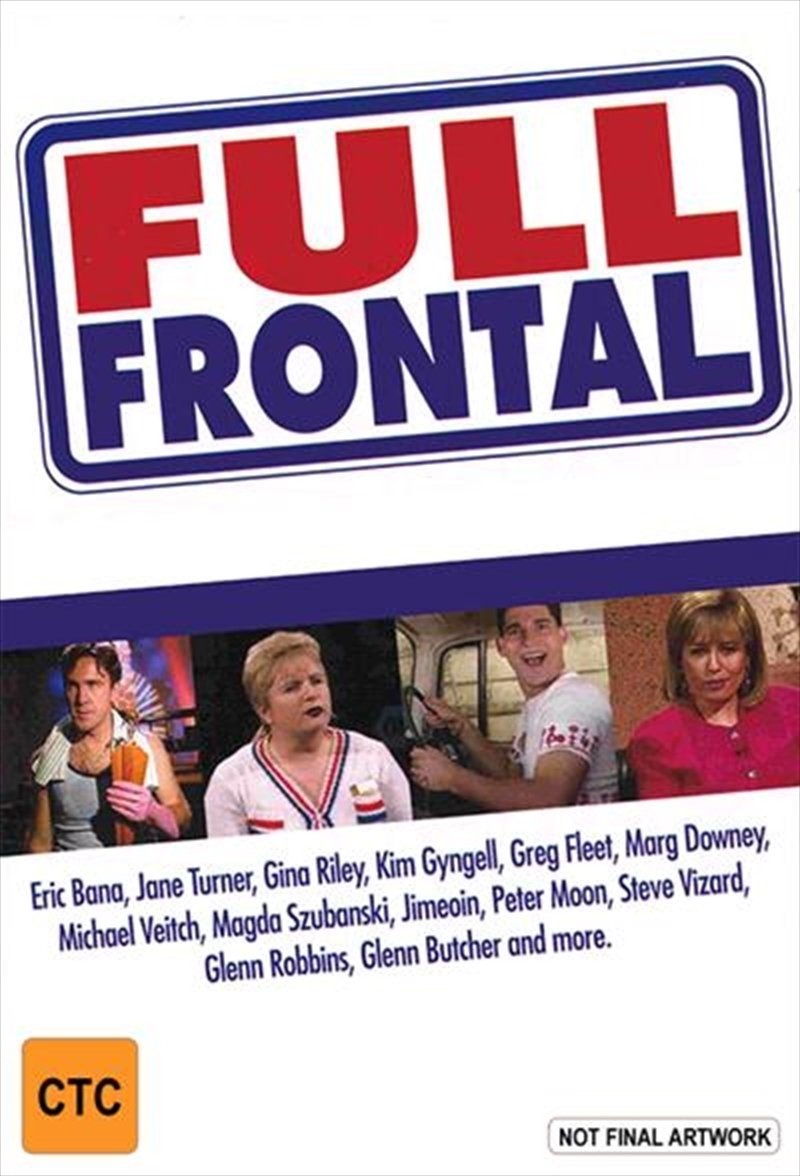 FULL
FRONTAL
Eric Bana, Jane Turner, Gina Riley, Kim Gyngell, Greg Fleet, Marg Downey,
Michael Veitch, Magda Szubanski, Jimeoin, Peter Moon, Steve Vizard,
Glenn Robbins, Glenn Butcher and more.
CTC
NOT FINAL ARTWORK